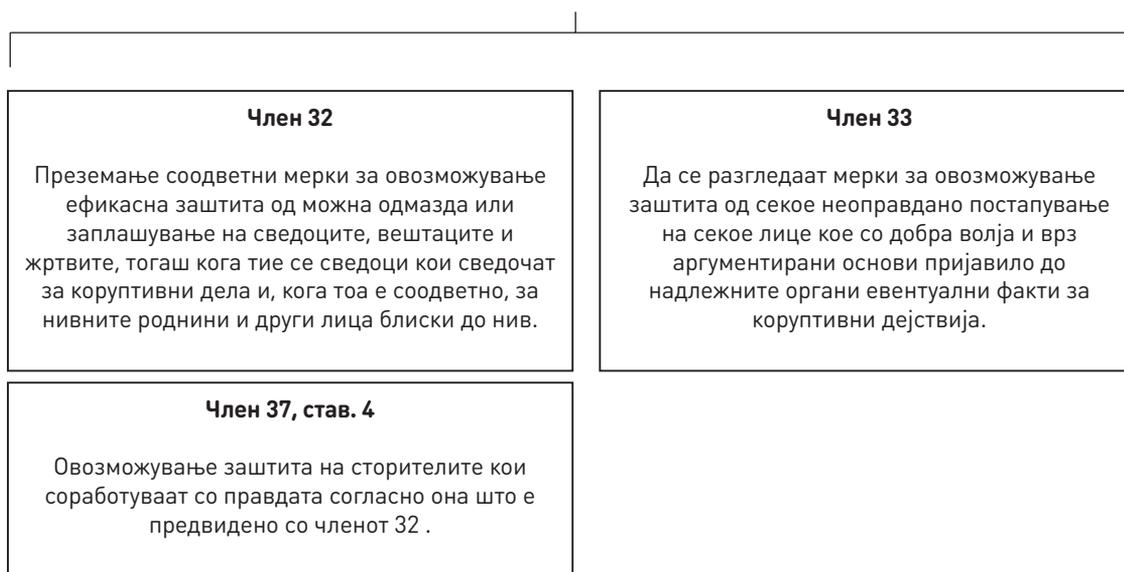 Член 32
Преземање соодветни мерки за овозможување
ефикасна заштита од можна одмазда или
заплашување на сведоците, вештаците и
жртвите, тогаш кога тие се сведоци кои сведочат
за коруптивни дела и, кога тоа е соодветно, за
нивните роднини и други лица блиски до нив.
Член 33
Да се разгледаат мерки за овозможување
заштита од секое неоправдано постапување
на секое лице кое со добра волја и врз
аргументирани основи пријавило до
надлежните органи евентуални факти за
коруптивни дејствија.
Член 37, став. 4
Овозможување заштита на сторителите кои
соработуваат со правдата согласно она што е
предвидено со членот 32 .